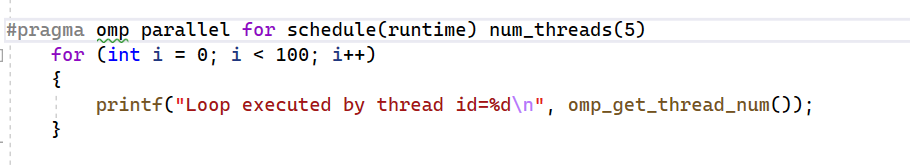 #pragma omp parallel for schedule(runtime) num_threads(5)
for (int i = 0; i < 100; i++)
{
printf("Loop executed by thread id=%d\n", omp_get_thread_num());
}